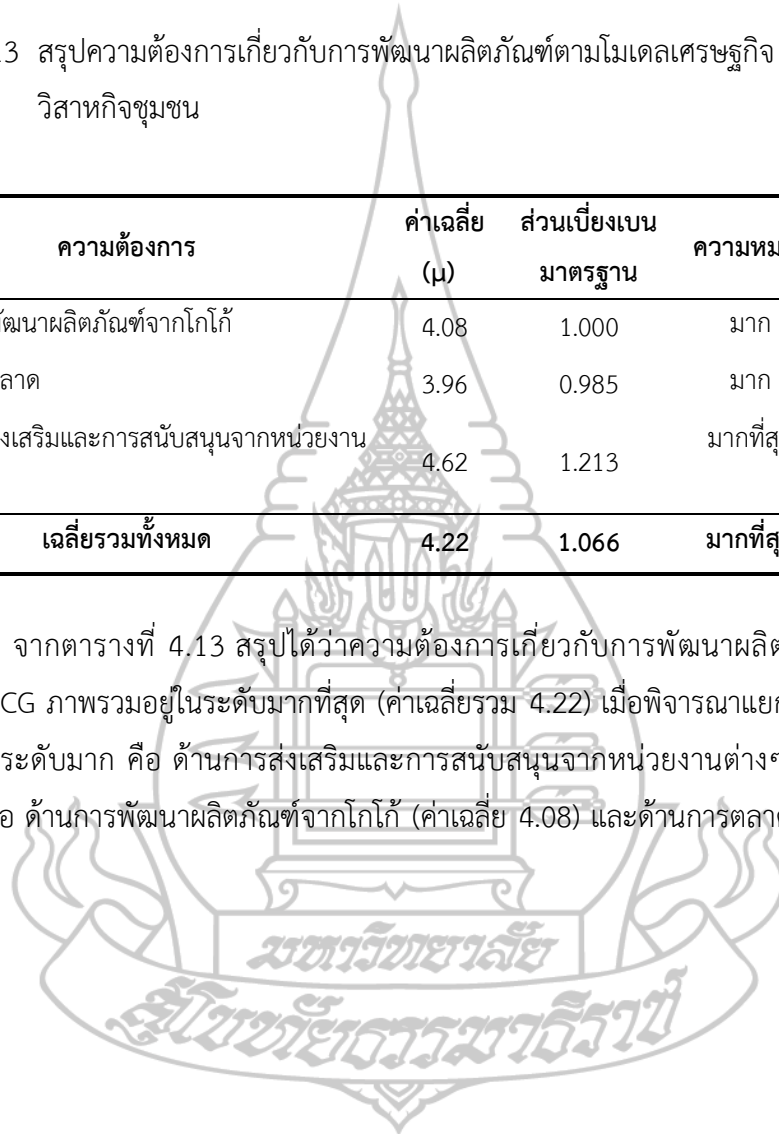 .3 สรุปความต้องการเกี่ยวกับการพัฒนาผลิตภัณฑ์ตามโมเดลเศรษฐกิจ
วิสาหกิจชุมชน
ความต้องการ ค่าเฉลี่ย (µ) ส่วนเบี่ยงเบนมาตรฐาน ความหม
พัฒนาผลิตภัณฑ์จากโกโก้ 4.08 1.000 มาก
ลาด 3.96 0.985 มาก
งเสริมและการสนับสนุนจากหน่วยงาน 4.62 1.213 มากที่สุ
เฉลี่ยรวมทั้งหมด 4.22 1.066 มากที่สุ
จากตารางที่ 4.13 สรุปได้ว่าความต้องการเกี่ยวกับการพัฒนาผลิต
CG ภาพรวมอยู่ในระดับมากที่สุด (ค่าเฉลี่ยรวม 4.22) เมื่อพิจารณาแยก
ระดับมาก คือ ด้านการส่งเสริมและการสนับสนุนจากหน่วยงานต่างๆ
อ ด้านการพัฒนาผลิตภัณฑ์จากโกโก้ (ค่าเฉลี่ย 4.08) และด้านการตลาด
มหาวิทยาลัย
สุโขทัยธรรมาธิราช